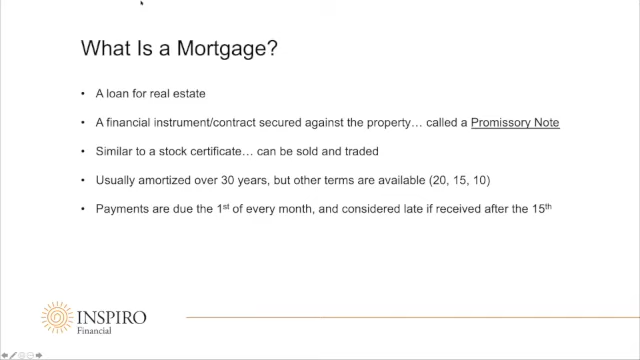 What Is a Mortgage?
• A loan for real estate
• A financial instrument/contract secured against the property… called a Promissory Note
• Similar to a stock certificate… can be sold and traded
• Usually amortized over 30 years, but other terms are available (20, 15, 10)
• Payments are due the 1st of every month, and considered late if received after the 15th
INSPIRO
Financial